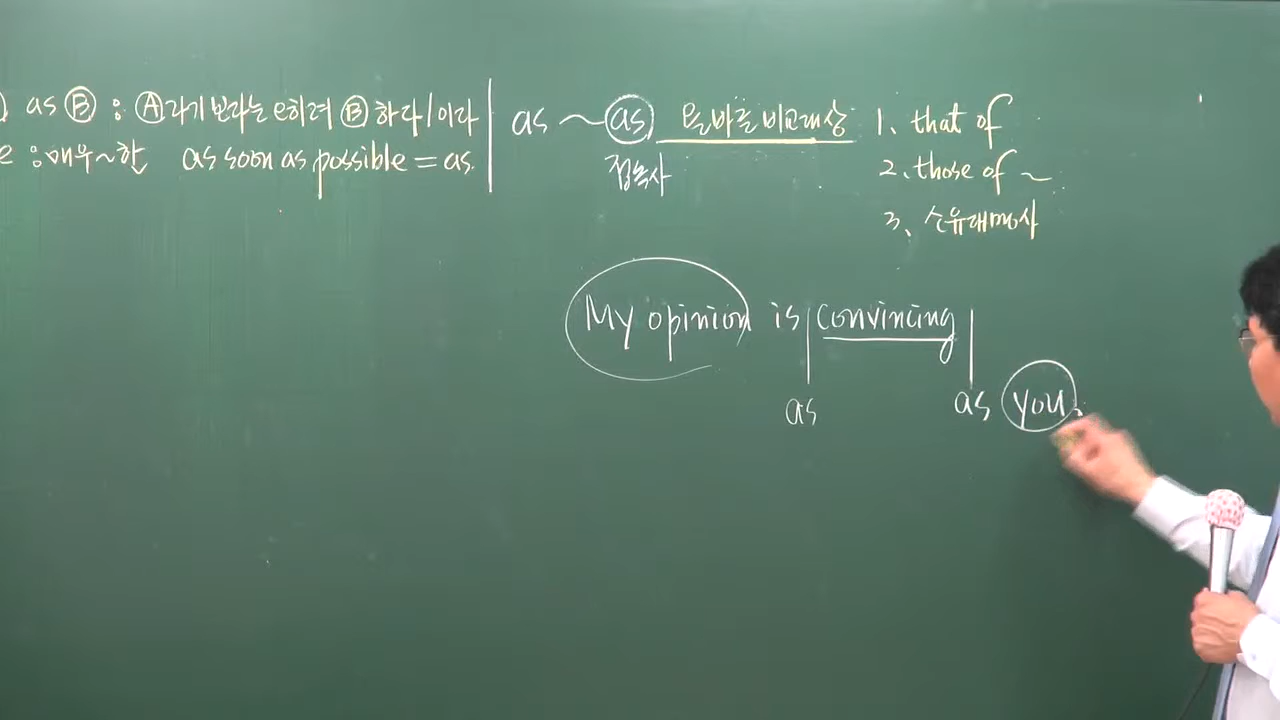 as Ⓑ : Ⓐ라기 보다는 오히려 Ⓑ 하다/이다
: 매우~한 as soon as possible = as.
as ~ as 올바른 비교대상
접속사
1. that of
2. those of ~
3. 소유대명사
My opinion is convincing
as as you.